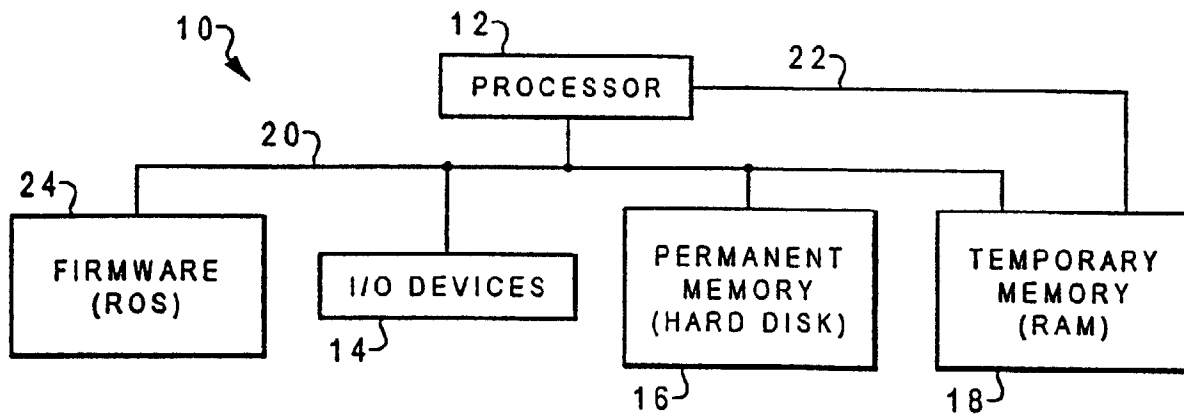 10
12
PROCESSOR
22
20
24
FIRMWARE
(ROS)
I/O DEVICES
14
PERMANENT
MEMORY
(HARD DISK)
16
TEMPORARY
MEMORY
(RAM)
18